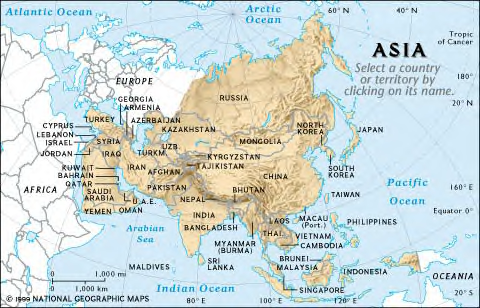 Atlantic Ocean
Arctic
Ocean
60° N
40° N
Tropic
of Cancer
ASIA
Select a country
or territory by
clicking on its name.
180°
20° N
EUROPE
GEORGIA
ARMENIA
RUSSIA
TURKEY
AZERBAIJAN
KAZAKHSTAN
NORTH
KOREA
JAPAN
CYPRUS
LEBANON
ISRAEL
JORDAN
SYRIA
IRAQ
UZB.
TURKM.
MONGOLIA
KYRGYZSTAN
TAJIKISTAN
IRAN
AFGHAN.
CHINA
SOUTH
KOREA
KUWAIT
BAHRAIN
QATAR
PAKISTAN
BHUTAN
TAIWAN
Pacific
Ocean
160° E
AFRICA
SAUDI
ARABIA
U.A.E.
OMAN
YEMEN
NEPAL
INDIA
BANGLADESH
LAOS
MACAU
(Port.)
PHILIPPINES
Equator 0°
THAI.
VIETNAM
CAMBODIA
Arabian
Sea
MYANMAR
(BURMA)
MALDIVES
SRI
LANKA
BRUNEI
MALAYSIA
INDONESIA
OCEANIA
SINGAPORE
0
1,000 mi
0
1,000 km
Indian Ocean
© 1999 NATIONAL GEOGRAPHIC MAPS
80° E
100° E
120° E
140° E
20° S